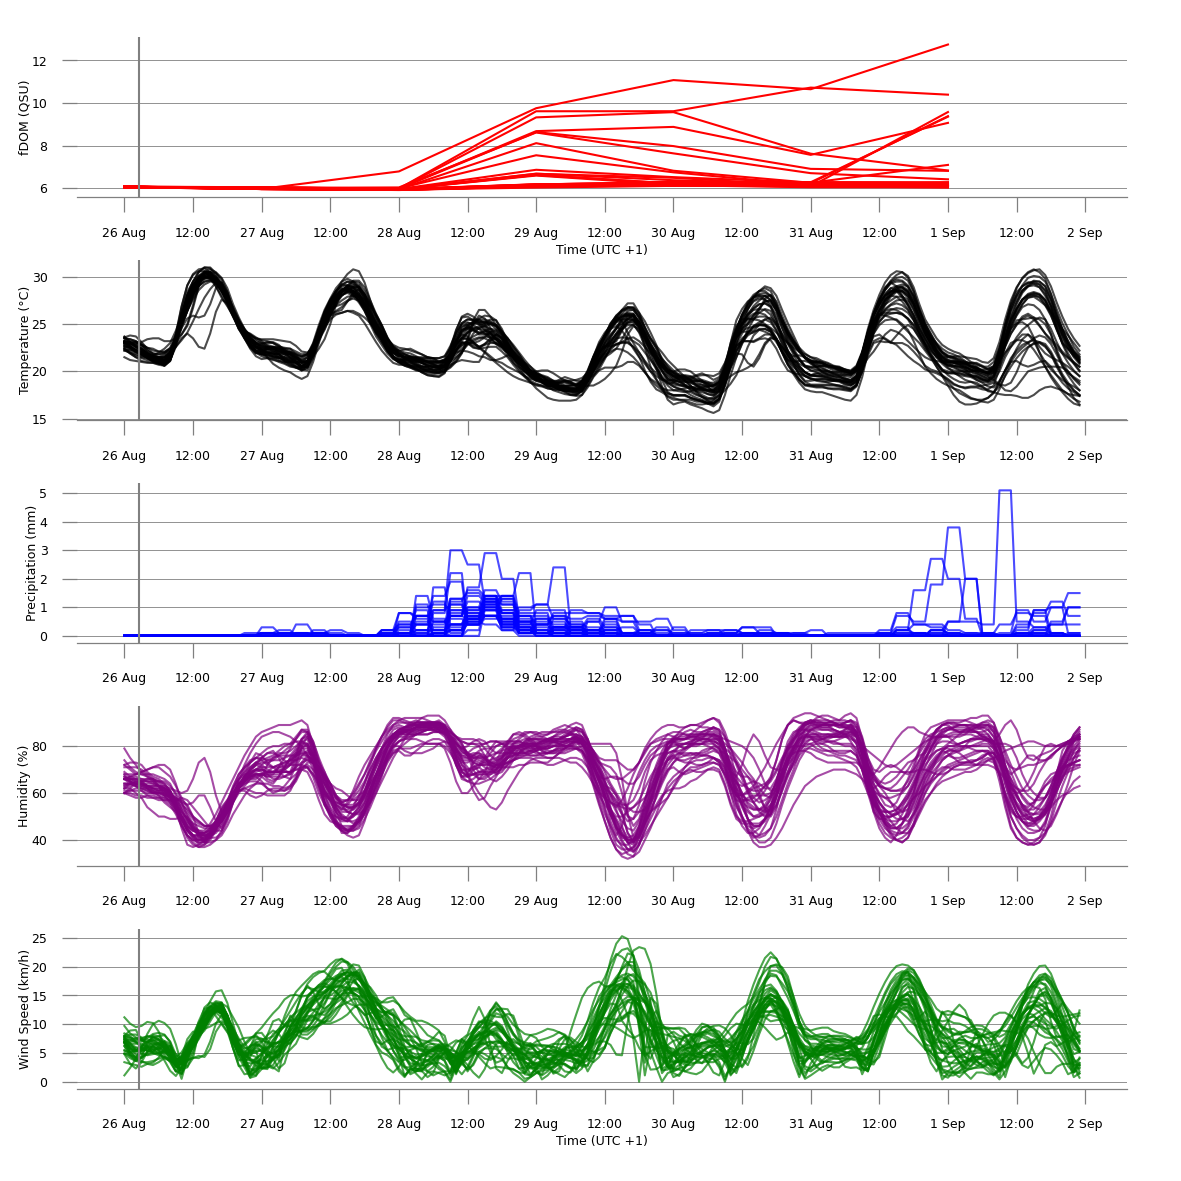 fDOM (QSU)
12
10
8
6
26 Aug 12:00 27 Aug 12:00 28 Aug 12:00 29 Aug 12:00 30 Aug 12:00 31 Aug 12:00 1 Sep 12:00 2 Sep
Time (UTC +1)
Temperature (°C)
30
25
20
15
26 Aug 12:00 27 Aug 12:00 28 Aug 12:00 29 Aug 12:00 30 Aug 12:00 31 Aug 12:00 1 Sep 12:00 2 Sep
Precipitation (mm)
5
4
3
2
1
0
26 Aug 12:00 27 Aug 12:00 28 Aug 12:00 29 Aug 12:00 30 Aug 12:00 31 Aug 12:00 1 Sep 12:00 2 Sep
Humidity (%)
80
60
40
26 Aug 12:00 27 Aug 12:00 28 Aug 12:00 29 Aug 12:00 30 Aug 12:00 31 Aug 12:00 1 Sep 12:00 2 Sep
Wind Speed (km/h)
25
20
15
10
5
0
26 Aug 12:00 27 Aug 12:00 28 Aug 12:00 29 Aug 12:00 30 Aug 12:00 31 Aug 12:00 1 Sep 12:00 2 Sep
Time (UTC +1)